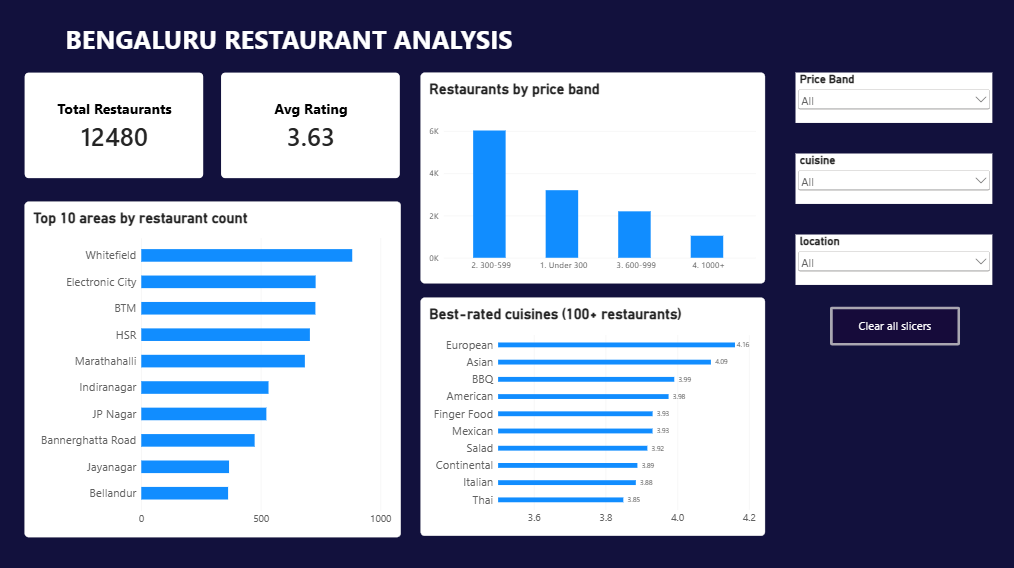 BENGALURU RESTAURANT ANALYSIS
Total Restaurants
12480
Avg Rating
3.63
Top 10 areas by restaurant count
Whitefield
Electronic City
BTM
HSR
Marathahalli
Indiranagar
JP Nagar
Bannerghatta Road
Jayanagar
Bellandur
0 500 1000
Restaurants by price band
6K
4K
2K
0K
2. 300-599 1. Under 300 3. 600-999 4. 1000+
Best-rated cuisines (100+ restaurants)
European 4.16
Asian 4.09
BBQ 3.99
American 3.98
Finger Food 3.93
Mexican 3.93
Salad 3.92
Continental 3.89
Italian 3.88
Thai 3.85
3.6 3.8 4.0 4.2
Price Band
All
cuisine
All
location
All
Clear all slicers